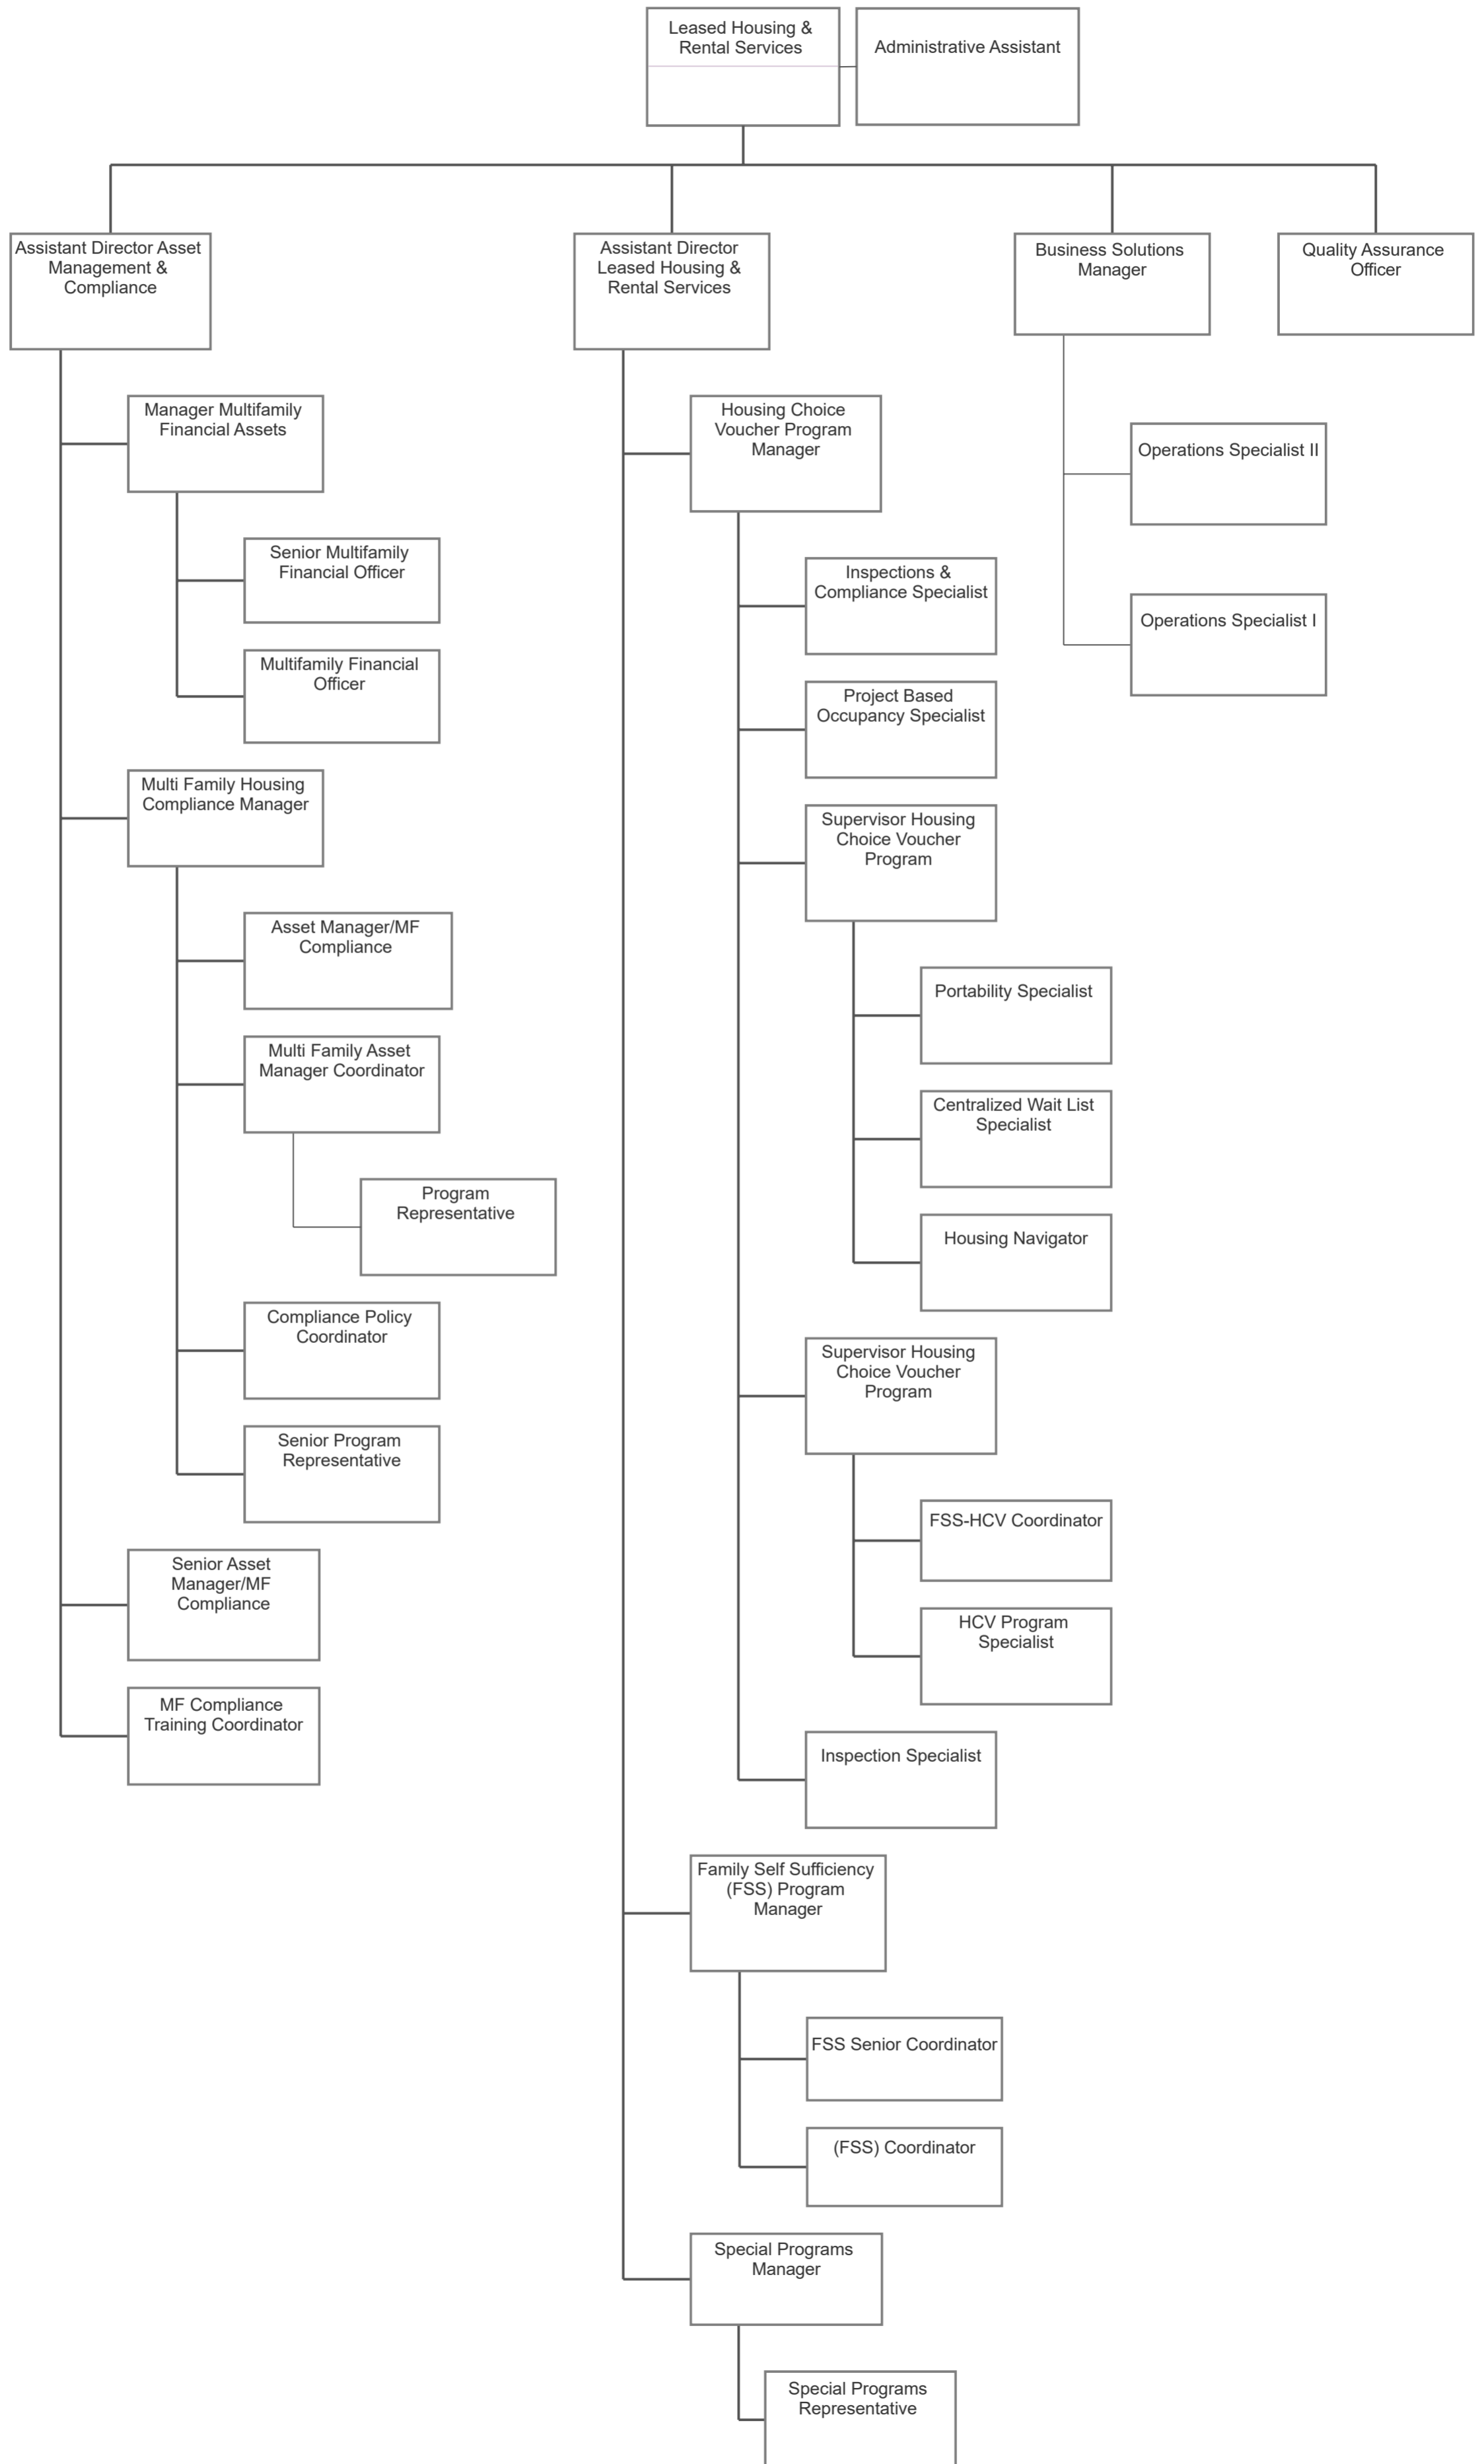 Leased Housing &
Rental Services
Administrative Assistant
Assistant Director Asset
Management &
Compliance
Assistant Director
Leased Housing &
Rental Services
Business Solutions
Manager
Quality Assurance
Officer
Manager Multifamily
Financial Assets
Senior Multifamily
Financial Officer
Multifamily Financial
Officer
Multi Family Housing
Compliance Manager
Asset Manager/MF
Compliance
Multi Family Asset
Manager Coordinator
Program
Representative
Compliance Policy
Coordinator
Senior Program
Representative
Senior Asset
Manager/MF
Compliance
MF Compliance
Training Coordinator
Housing Choice
Voucher Program
Manager
Inspections &
Compliance Specialist
Project Based
Occupancy Specialist
Supervisor Housing
Choice Voucher
Program
Portability Specialist
Centralized Wait List
Specialist
Housing Navigator
Supervisor Housing
Choice Voucher
Program
FSS-HCV Coordinator
HCV Program
Specialist
Inspection Specialist
Family Self Sufficiency
(FSS) Program
Manager
FSS Senior Coordinator
(FSS) Coordinator
Special Programs
Manager
Special Programs
Representative
Operations Specialist II
Operations Specialist I